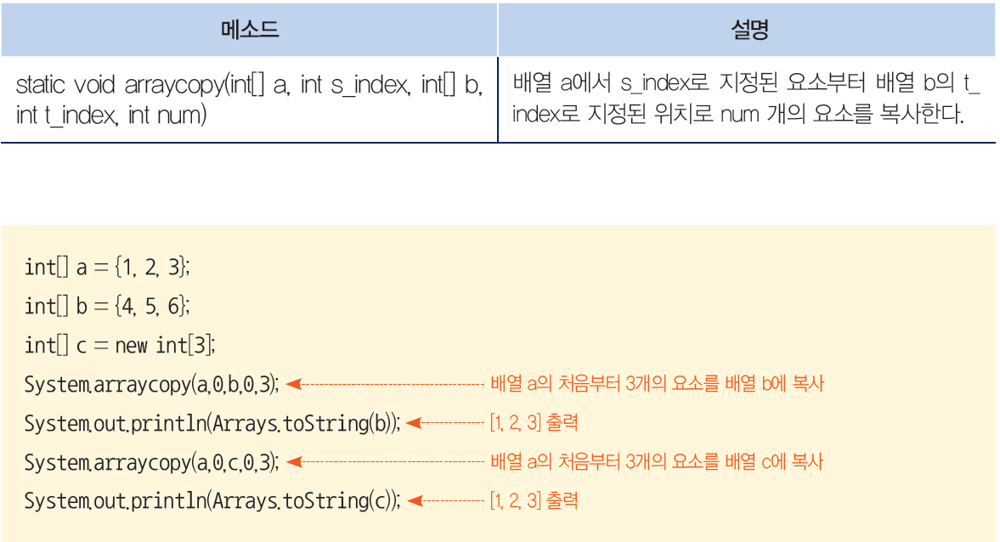 메소드
설명
static void arraycopy(int[] a, int s_index, int[] b,
int t_index, int num)
배열 a에서 s_index로 지정된 요소부터 배열 b의 t_
index로 지정된 위치로 num 개의 요소를 복사한다.
int[] a = {1, 2, 3};
int[] b = {4, 5, 6};
int[] c = new int[3];
System.arraycopy(a,0,b,0,3); 배열 a의 처음부터 3개의 요소를 배열 b에 복사
System.out.println(Arrays.toString(b)); [1, 2, 3] 출력
System.arraycopy(a,0,c,0,3); 배열 a의 처음부터 3개의 요소를 배열 c에 복사
System.out.println(Arrays.toString(c)); [1, 2, 3] 출력